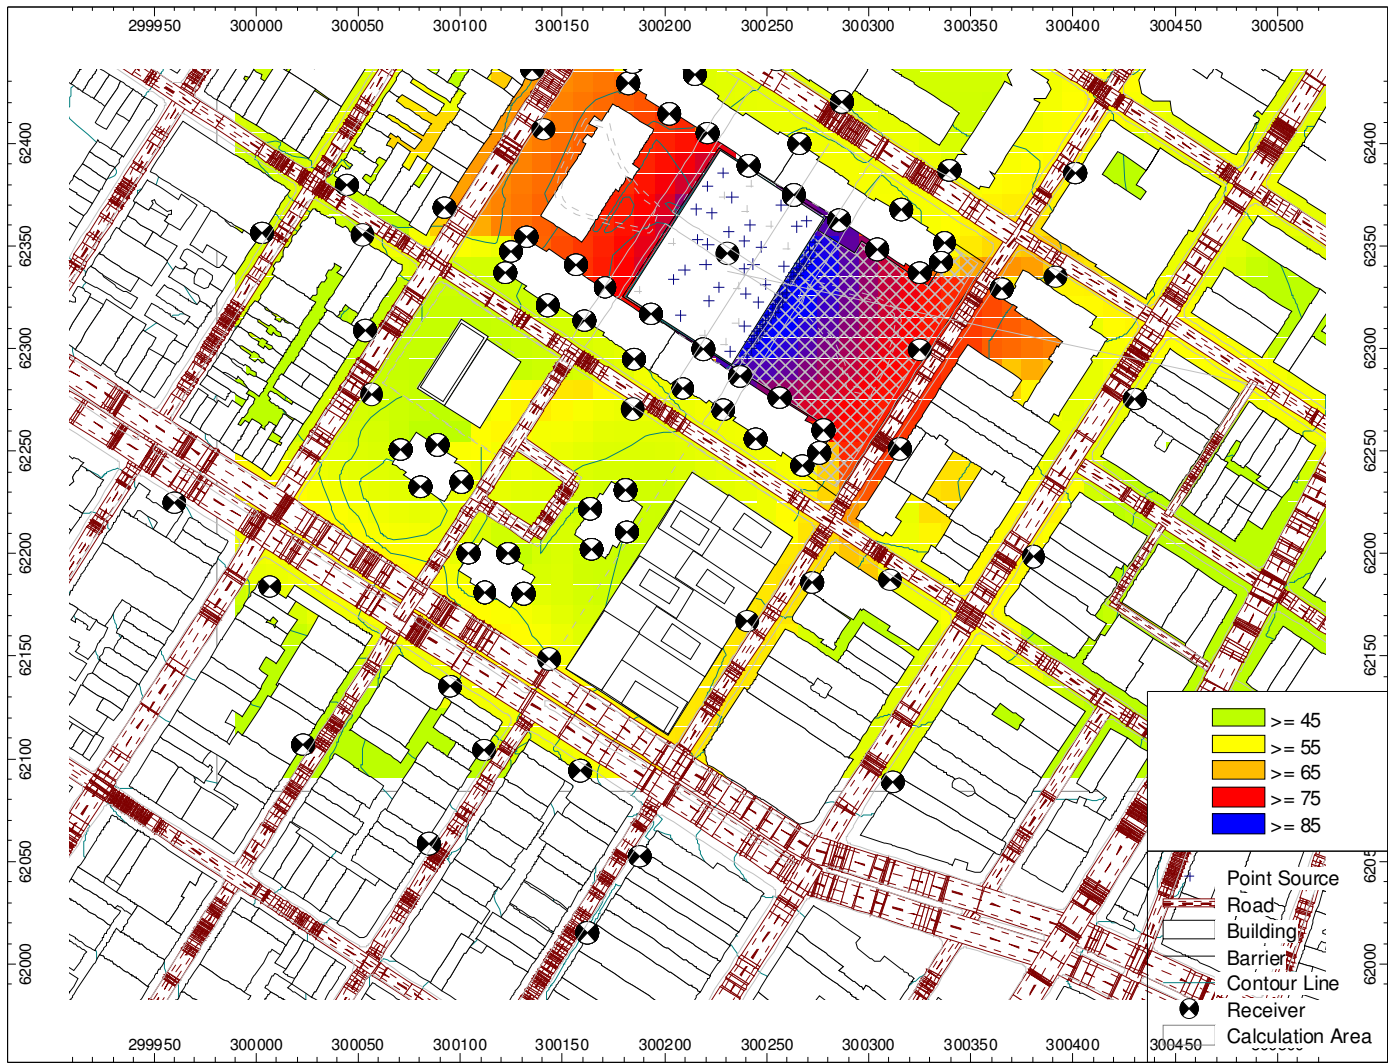 299950 300000 300050 300100 300150 300200 300250 300300 300350 300400 300450 300500
62400 62400
62350 62350
62300 62300
62250 62250
62200 62200
62150 62150
62100
62050
62000 62000
>= 45
>= 55
>= 65
>= 75
>= 85
Point Source
Road
Building
Barrier
Contour Line
Receiver
Calculation Area
299950 300000 300050 300100 300150 300200 300250 300300 300350 300400 300450